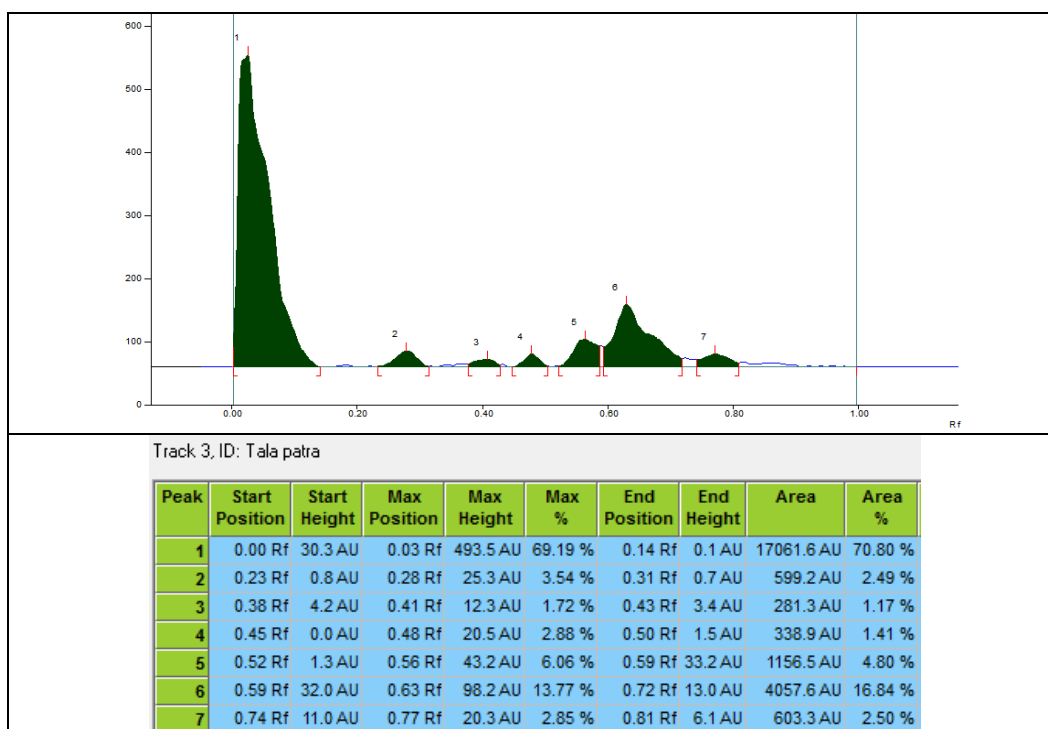 600
1
500
400
300
200
6
5
100
2
7
4
3
0
0.00 0.20 0.40 0.60 0.80 1.00
Rf
Track 3, ID: Tala patra
Peak Start Position Start Height Max Position Max Height Max % End Position End Height Area Area %
1 0.00 Rf 30.3 AU 0.03 Rf 493.5 AU 69.19 % 0.14 Rf 0.1 AU 17061.6 AU 70.80 %
2 0.23 Rf 0.8 AU 0.28 Rf 25.3 AU 3.54 % 0.31 Rf 0.7 AU 599.2 AU 2.49 %
3 0.38 Rf 4.2 AU 0.41 Rf 12.3 AU 1.72 % 0.43 Rf 3.4 AU 281.3 AU 1.17 %
4 0.45 Rf 0.0 AU 0.48 Rf 20.5 AU 2.88 % 0.50 Rf 1.5 AU 338.9 AU 1.41 %
5 0.52 Rf 1.3 AU 0.56 Rf 43.2 AU 6.06 % 0.59 Rf 33.2 AU 1156.5 AU 4.80 %
6 0.59 Rf 32.0 AU 0.63 Rf 98.2 AU 13.77 % 0.72 Rf 13.0 AU 4057.6 AU 16.84 %
7 0.74 Rf 11.0 AU 0.77 Rf 20.3 AU 2.85 % 0.81 Rf 6.1 AU 603.3 AU 2.50 %